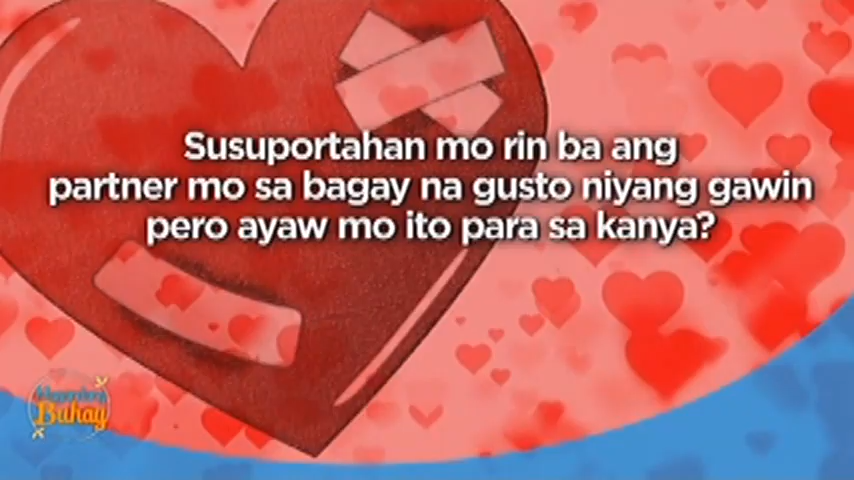 Susuportahan mo rin ba ang
partner mo sa bagay na gusto niyang gawin
pero ayaw mo ito para sa kanya?
Buhay